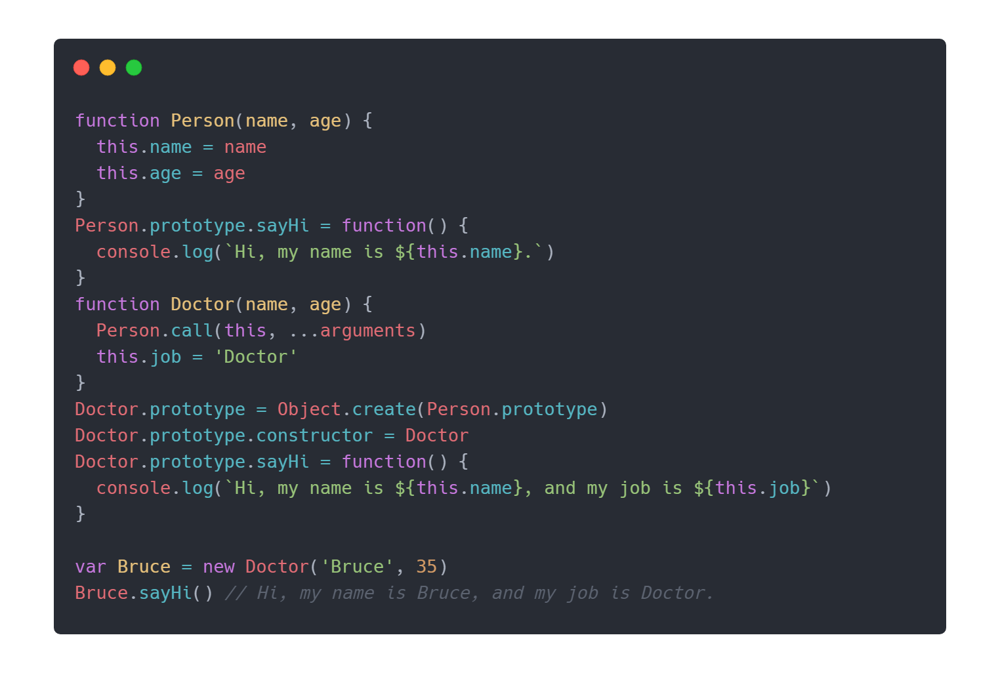 function Person(name, age) {
  this.name = name
  this.age = age
}
Person.prototype.sayHi = function() {
  console.log(`Hi, my name is ${this.name}.`)
}
function Doctor(name, age) {
  Person.call(this, ...arguments)
  this.job = 'Doctor'
}
Doctor.prototype = Object.create(Person.prototype)
Doctor.prototype.constructor = Doctor
Doctor.prototype.sayHi = function() {
  console.log(`Hi, my name is ${this.name}, and my job is ${this.job}`)
}

var Bruce = new Doctor('Bruce', 35)
Bruce.sayHi() // Hi, my name is Bruce, and my job is Doctor.